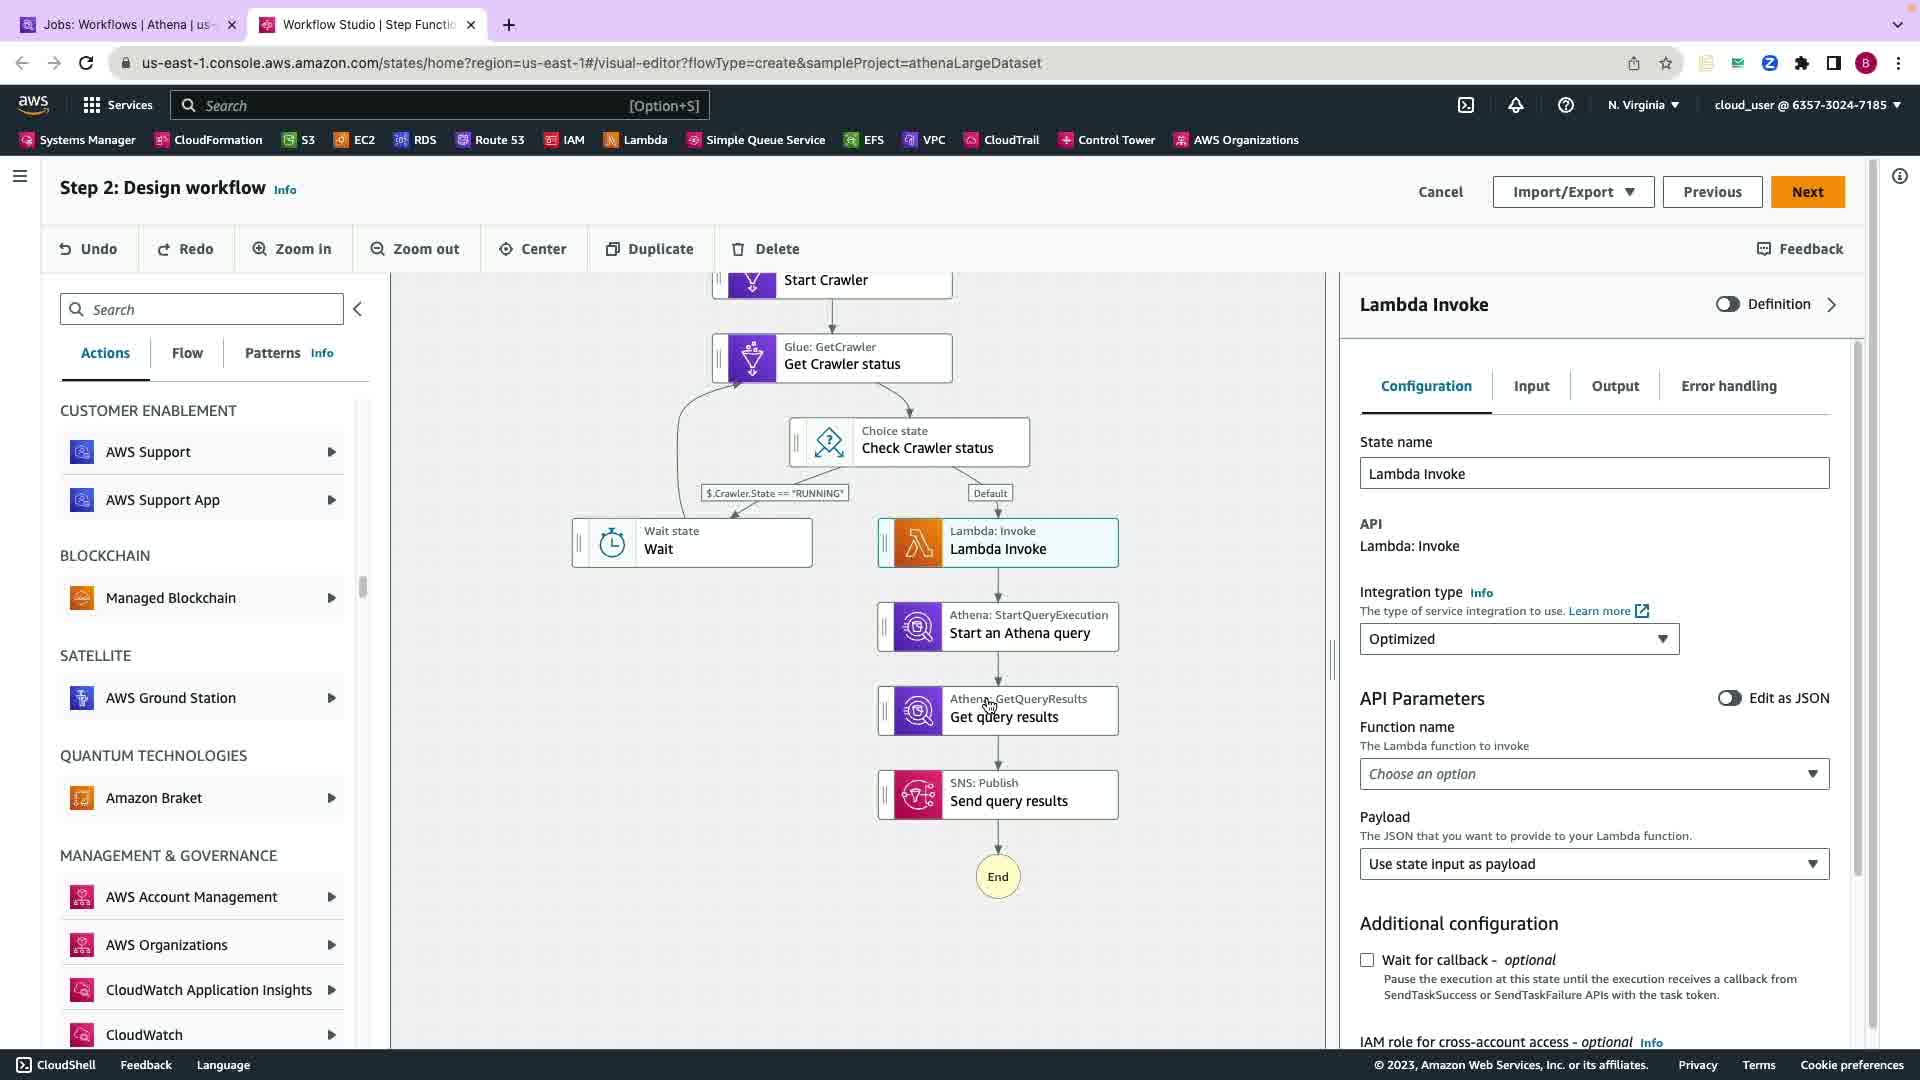 Jobs: Workflows | Athena | us-
Workflow Studio | Step Functio
us-east-1.console.aws.amazon.com/states/home?region=us-east-1#/visual-editor?flowType=create&sampleProject=athenaLargeDataset
B
aws
Services
Search
[Option+S]
N. Virginia
cloud_user @ 6357-3024-7185
Systems Manager
CloudFormation
S3
EC2
RDS
Route 53
IAM
Lambda
Simple Queue Service
EFS
VPC
CloudTrail
Control Tower
AWS Organizations
Step 2: Design workflow Info
Cancel
Import/Export
Previous
Next
Undo
Redo
Zoom in
Zoom out
Center
Duplicate
Delete
Feedback
Search
Actions
Flow
Patterns Info
CUSTOMER ENABLEMENT
AWS Support
AWS Support App
BLOCKCHAIN
Managed Blockchain
SATELLITE
AWS Ground Station
QUANTUM TECHNOLOGIES
Amazon Braket
MANAGEMENT & GOVERNANCE
AWS Account Management
AWS Organizations
CloudWatch Application Insights
CloudWatch
Start Crawler
Glue: GetCrawler
Get Crawler status
Choice state
Check Crawler status
$.Crawler.State == "RUNNING"
Default
Wait state
Wait
Lambda: Invoke
Lambda Invoke
Athena: StartQueryExecution
Start an Athena query
Athena: GetQueryResults
Get query results
SNS: Publish
Send query results
End
Lambda Invoke
Definition
Configuration
Input
Output
Error handling
State name
Lambda Invoke
API
Lambda: Invoke
Integration type Info
The type of service integration to use. Learn more
Optimized
API Parameters
Edit as JSON
Function name
The Lambda function to invoke
Choose an option
Payload
The JSON that you want to provide to your Lambda function.
Use state input as payload
Additional configuration
Wait for callback - optional
Pause the execution at this state until the execution receives a callback from
SendTaskSuccess or SendTaskFailure APIs with the task token.
IAM role for cross-account access - optional Info
CloudShell
Feedback
Language
© 2023, Amazon Web Services, Inc. or its affiliates.
Privacy
Terms
Cookie preferences